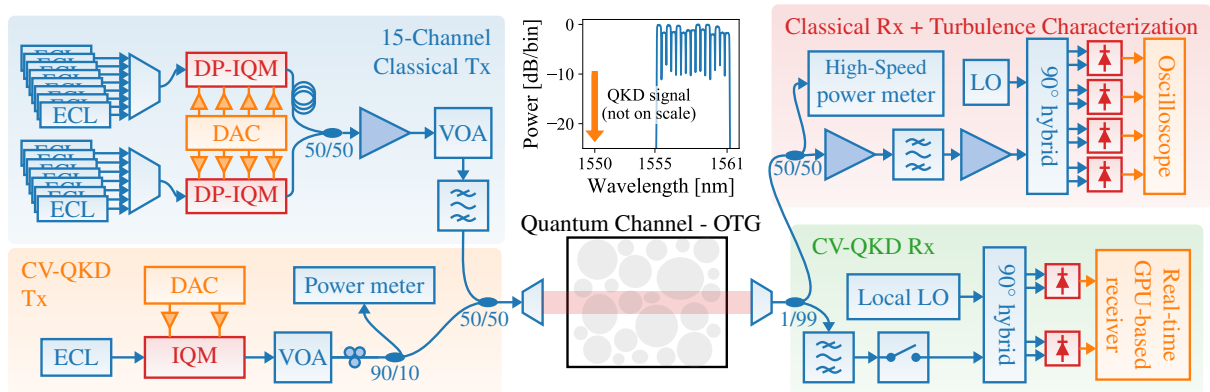 15-Channel
Classical Tx
ECL
ECL
DP-IQM
DAC
DP-IQM
50/50
VOA
ECL
ECL
Power [dB/bin]
0
−10
−20
QKD signal
(not on scale)
1550
1555
1561
Wavelength [nm]
Classical Rx + Turbulence Characterization
High-Speed
power meter
LO
90° hybrid
Oscilloscope
50/50
Quantum Channel - OTG
CV-QKD
Tx
DAC
Power meter
ECL
IQM
VOA
90/10
50/50
CV-QKD Rx
1/99
Local LO
90° hybrid
Real-time
GPU-based
receiver